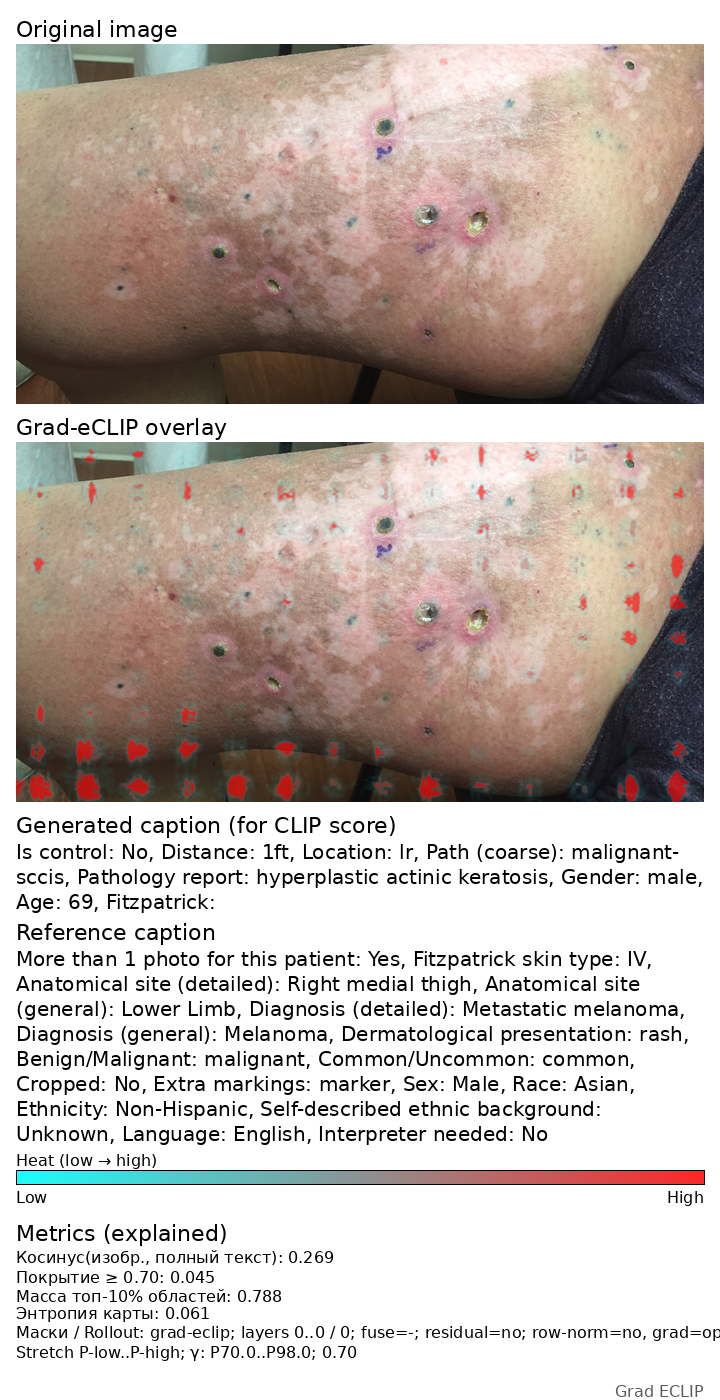 Original image
Grad-eCLIP overlay
Generated caption (for CLIP score)
Is control: No, Distance: 1ft, Location: lr, Path (coarse): malignant-
sccis, Pathology report: hyperplastic actinic keratosis, Gender: male,
Age: 69, Fitzpatrick:
Reference caption
More than 1 photo for this patient: Yes, Fitzpatrick skin type: IV,
Anatomical site (detailed): Right medial thigh, Anatomical site
(general): Lower Limb, Diagnosis (detailed): Metastatic melanoma,
Diagnosis (general): Melanoma, Dermatological presentation: rash,
Benign/Malignant: malignant, Common/Uncommon: common,
Cropped: No, Extra markings: marker, Sex: Male, Race: Asian,
Ethnicity: Non-Hispanic, Self-described ethnic background:
Unknown, Language: English, Interpreter needed: No
Heat (low → high)
Low High
Metrics (explained)
Косинус(изобр., полный текст): 0.269
Покрытие ≥ 0.70: 0.045
Масса топ-10% областей: 0.788
Энтропия карты: 0.061
Маски / Rollout: grad-eclip; layers 0..0 / 0; fuse=-; residual=no; row-norm=no, grad=op
Stretch P-low..P-high; γ: P70.0..P98.0; 0.70
Grad ECLIP